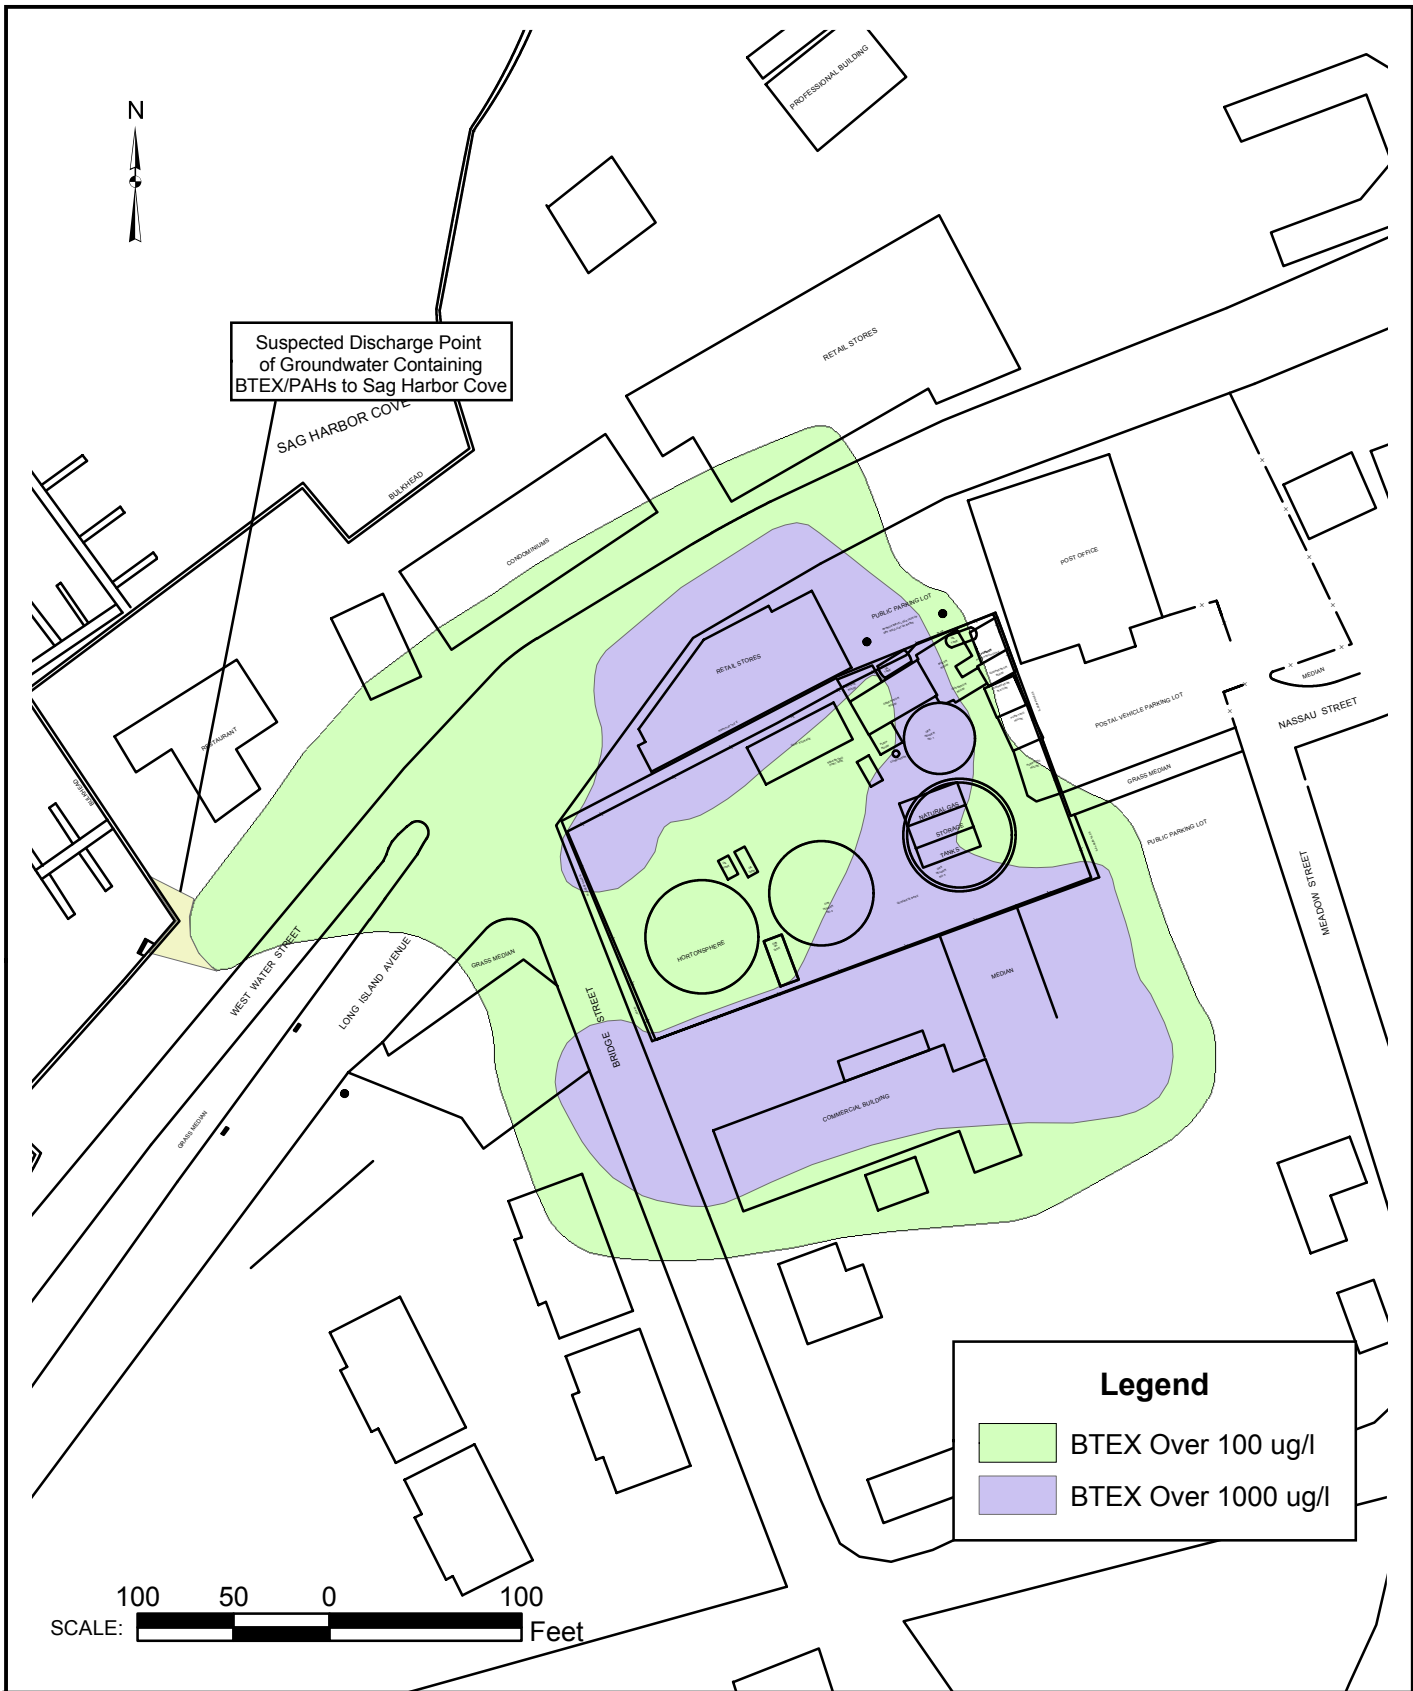 PROFESSIONAL BUILDING
N
RETAIL STORES
Suspected Discharge Point
of Groundwater Containing
BTEX/PAHs to Sag Harbor Cove
SAG HARBOR COVE
BULKHEAD
CONDOMINIUMS
POST OFFICE
PUBLIC PARKING LOT
RETAIL STORES
MEDIAN
POSTAL VEHICLE PARKING LOT
NASSAU STREET
RESTAURANT
BULKHEAD
GRASS MEDIAN
NATURAL GAS
STORAGE
TANKS
PUBLIC PARKING LOT
MEADOW STREET
HORTONSPHERE
WEST WATER STREET
LONG ISLAND AVENUE
GRASS MEDIAN
MEDIAN
BRIDGE STREET
COMMERCIAL BUILDING
GRASS MEDIAN
Legend
BTEX Over 100 ug/l
BTEX Over 1000 ug/l
100 50 0 100
SCALE: Feet